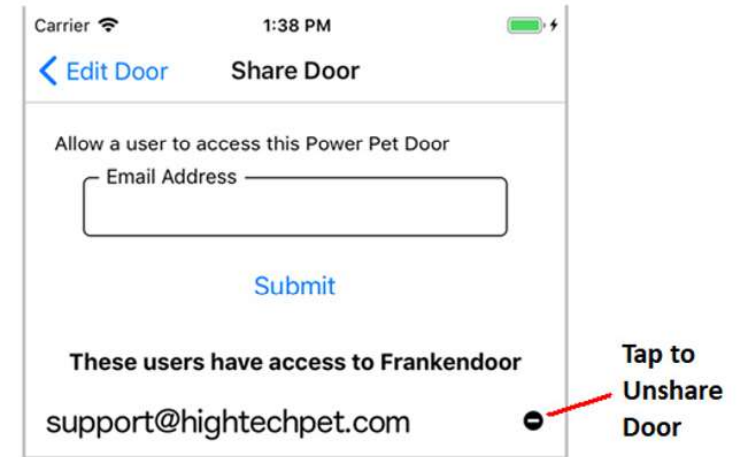 Carrier 1:38 PM
Edit Door Share Door
Allow a user to access this Power Pet Door
Email Address
Submit
These users have access to Frankendoor
support@hightechpet.com
Tap to
Unshare
Door